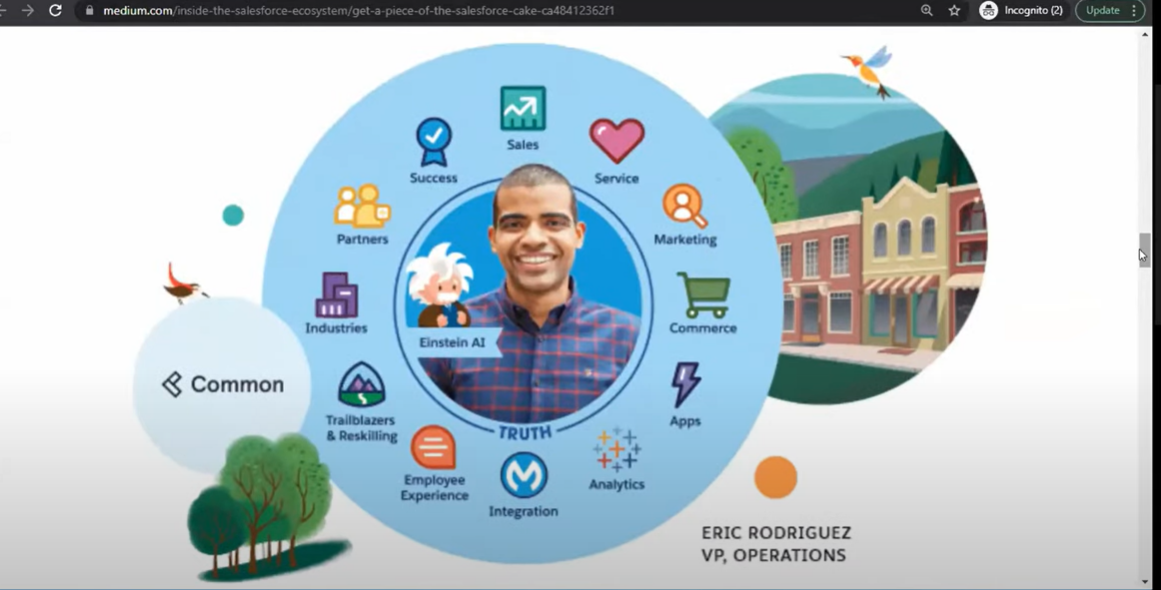 medium.com/inside-the-salesforce-ecosystem/get-a-piece-of-the-salesforce-cake-ca48412362f1
Incognito (2)
Update
Sales
Success
Service
Partners
Marketing
Industries
Einstein AI
Commerce
Common
Trailblazers
& Reskilling
Apps
TRUTH
Employee
Experience
Integration
Analytics
ERIC RODRIGUEZ
VP, OPERATIONS